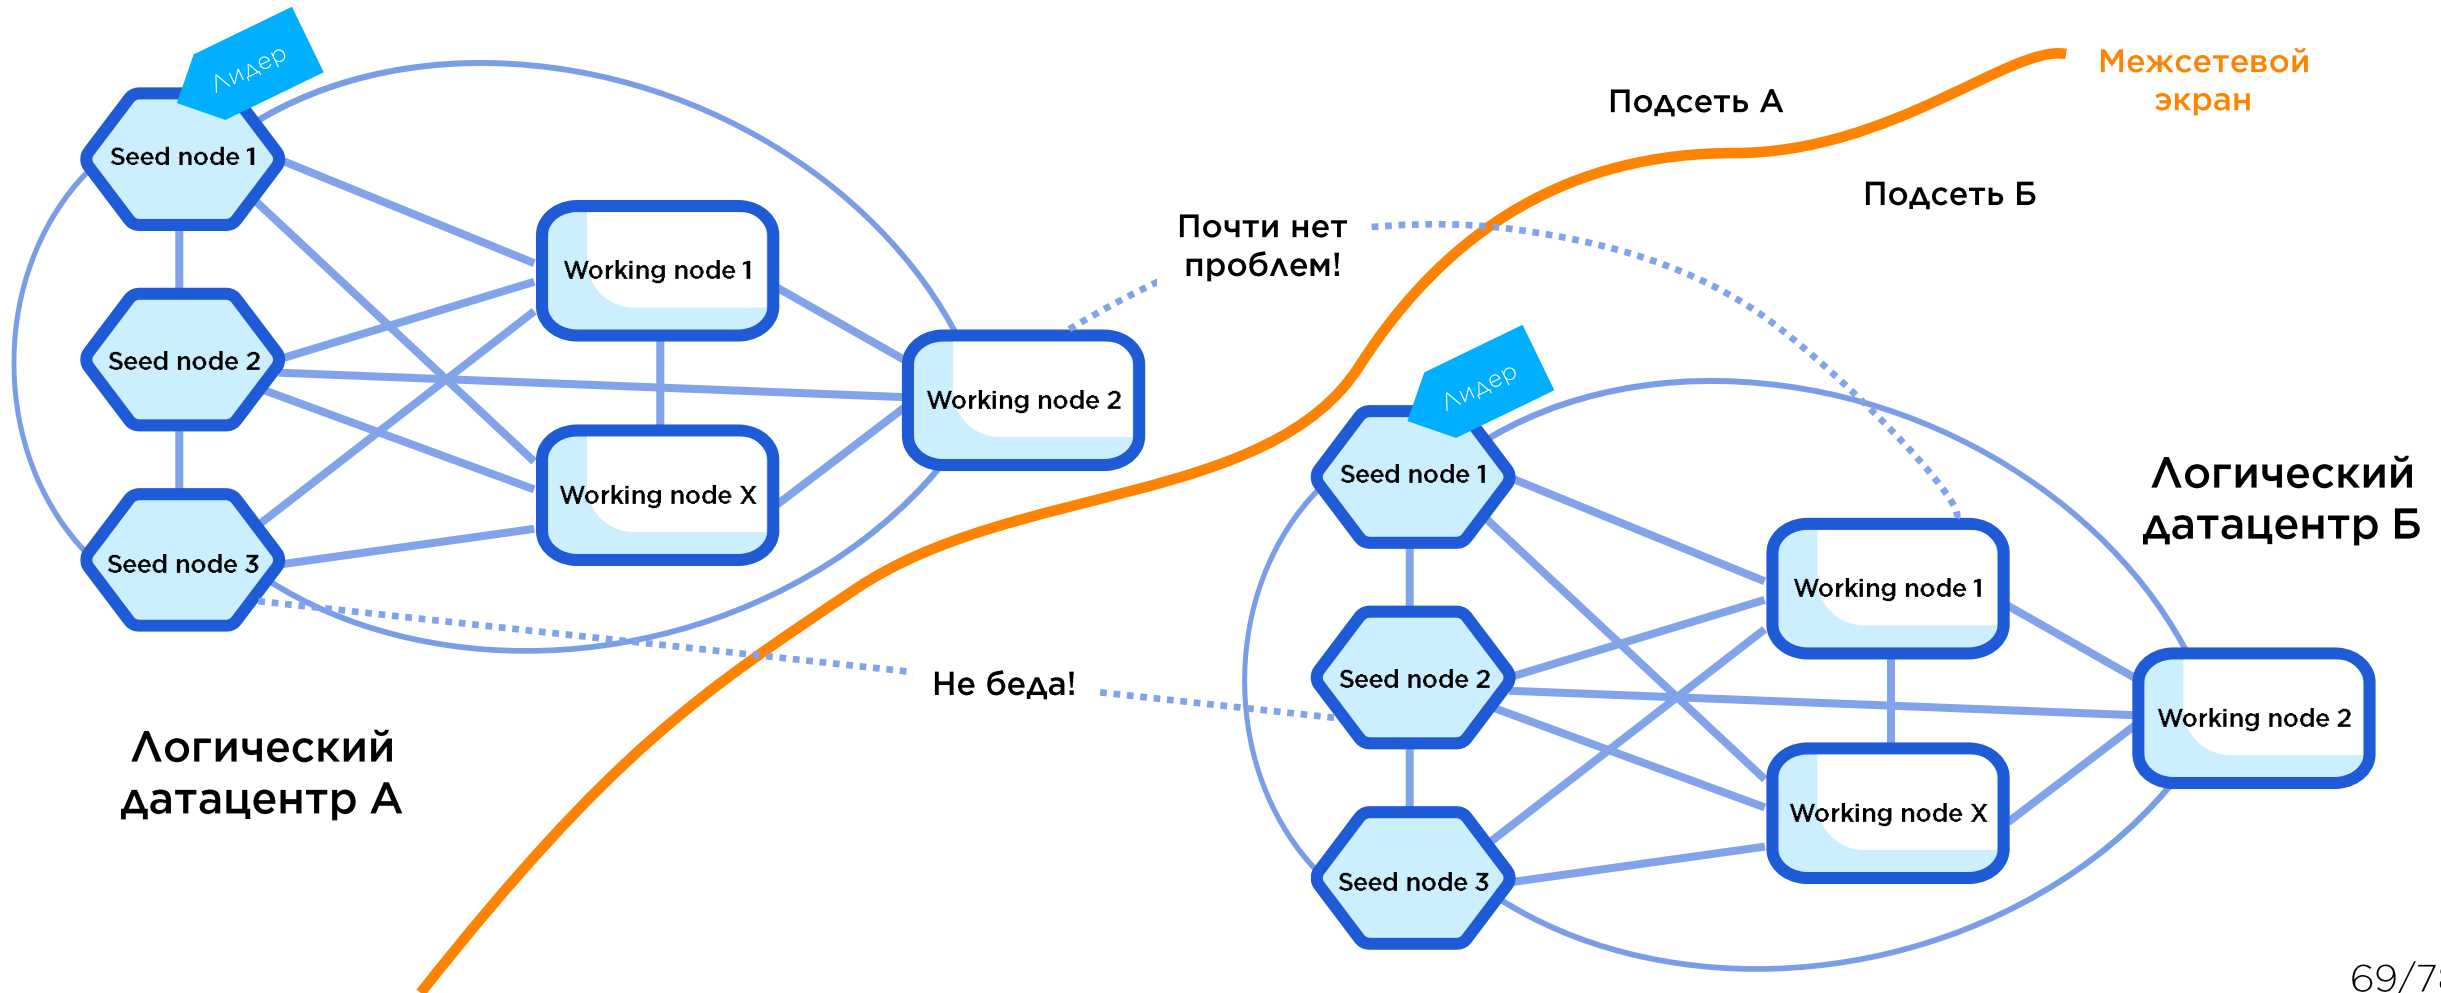 Лидер
Seed node 1
Seed node 2
Seed node 3
Working node 1
Working node X
Working node 2
Логический
датацентр А
Почти нет
проблем!
Не беда!
Подсеть А
Межсетевой
экран
Подсеть Б
Лидер
Seed node 1
Seed node 2
Seed node 3
Working node 1
Working node X
Working node 2
Логический
датацентр Б
69/78